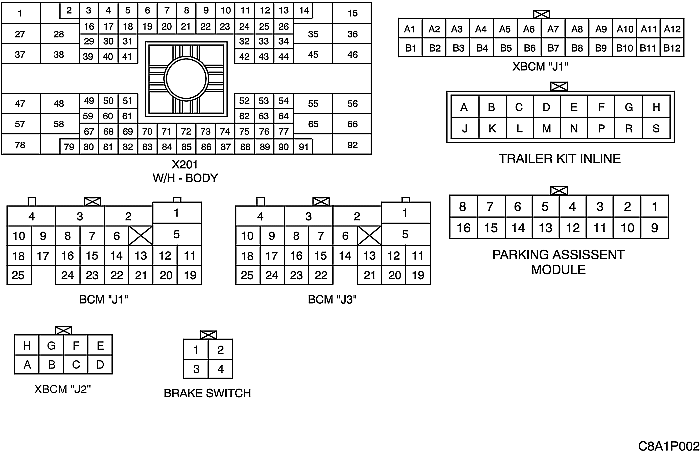 1 2 3 4 5 6 7 8 9 10 11 12 13 14 15
16 17 18 19 20 21 22 23 24 25 26
27 28 29 30 31 32 33 34 35 36
37 38 39 40 41 42 43 44 45 46
47 48 49 50 51 52 53 54 55 56
57 58 59 60 61 62 63 64 65 66
67 68 69 70 71 72 73 74 75 76 77
78 79 80 81 82 83 84 85 86 87 88 89 90 91 92
X201
W/H - BODY
A1 A2 A3 A4 A5 A6 A7 A8 A9 A10 A11 A12
B1 B2 B3 B4 B5 B6 B7 B8 B9 B10 B11 B12
XBCM "J1"
A B C D E F G H
J K L M N P R S
TRAILER KIT INLINE
4 3 2 1
10 9 8 7 6 5
18 17 16 15 14 13 12 11
25 24 23 22 21 20 19
BCM "J1"
4 3 2 1
10 9 8 7 6 5
18 17 16 15 14 13 12 11
25 24 23 22 21 20 19
BCM "J3"
8 7 6 5 4 3 2 1
16 15 14 13 12 11 10 9
PARKING ASSISSENT
MODULE
H G F E
A B C D
XBCM "J2"
1 2
3 4
BRAKE SWITCH
C8A1P002